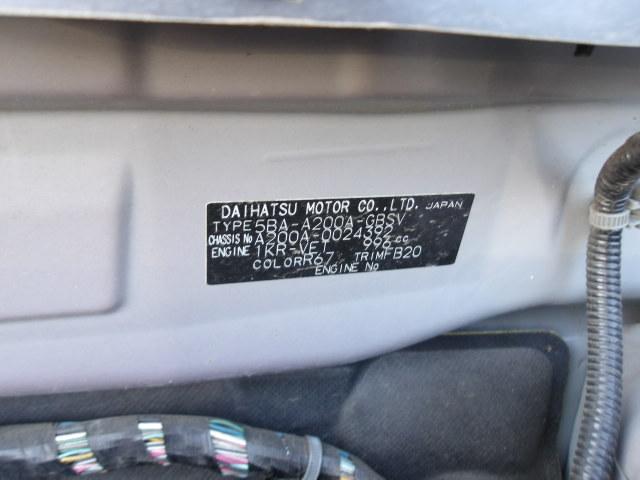 DAIHATSU MOTOR CO.,LTD. JAPAN
TYPE 5BA-A200A-GBSV
CHASSIS No A200A-0024392
ENGINE 1KR-VET 996 cc
COLOR R67 TRIM FB20
ENGINE No